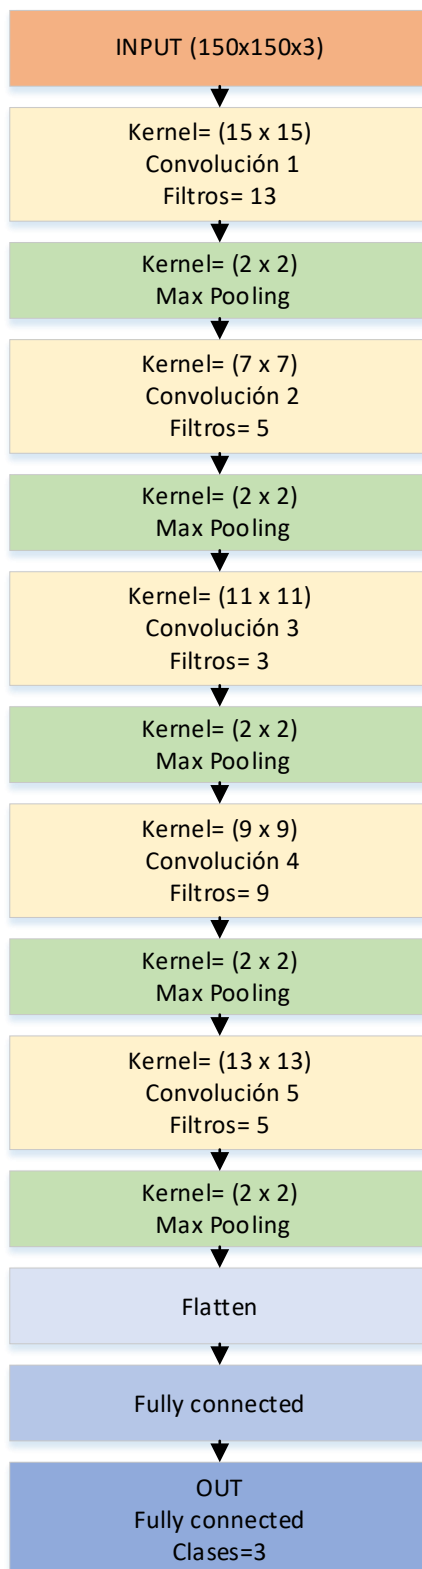 INPUT (150x150x3)
Kernel= (15 x 15)
Convolución 1
Filtros= 13
Kernel= (2 x 2)
Max Pooling
Kernel= (7 x 7)
Convolución 2
Filtros= 5
Kernel= (2 x 2)
Max Pooling
Kernel= (11 x 11)
Convolución 3
Filtros= 3
Kernel= (2 x 2)
Max Pooling
Kernel= (9 x 9)
Convolución 4
Filtros= 9
Kernel= (2 x 2)
Max Pooling
Kernel= (13 x 13)
Convolución 5
Filtros= 5
Kernel= (2 x 2)
Max Pooling
Flatten
Fully connected
OUT
Fully connected
Clases=3